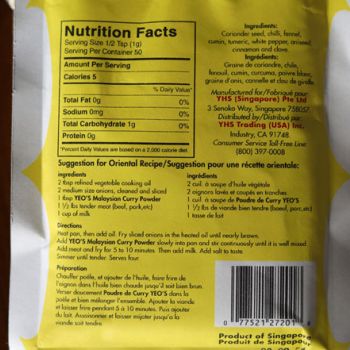 Nutrition Facts
Serving Size 1/2 Tsp (1g)
Serving Per Container 50
Amount Per Serving
Calories 5
% Daily Value*
Total Fat 0g 0%
Sodium 0mg 0%
Total Carbohydrate 1g 0%
Protein 0g
*Percent Daily Values are based on a 2,000 calorie diet.
Ingredients:
Coriander seed, chilli, fennel,
cumin, turmeric, white pepper, aniseed,
cinnamon and clove.
Ingrédients:
Graine de coriandre, chile,
fenouil, cumin, curcuma, poivre blanc,
graine d'anis, cannelle et clou de girofle.
Manufactured for/Fabriqué pour:
YHS (Singapore) Pte Ltd
3 Senoko Way, Singapore 758057.
Distributed by/Distribué par:
YHS Trading (USA) Inc.
Industry, CA 91748.
Consumer Service Toll-Free Line:
(800) 397-0008
Suggestion for Oriental Recipe/Suggestion pour une récette orientale:
ingredients
2 tbsp refined vegetable cooking oil
2 medium size onions, cleaned and sliced
1 tbsp YEO'S Malaysian Curry Powder
1 1/2 lbs tender meat (beef, pork, etc)
1 cup of milk
ingrédients
2 cuil. à soupe d'huile végétale
2 oignons lavés et coupés en tranches.
1 cuil. à soupe de Poudre de Curry YEO'S
1 1/2 lbs de viande bien tendre (boeuf, porc, etc)
1 tasse de lait
Directions
Heat pan, then add oil. Fry sliced onions in the heated oil until nearly brown.
Add YEO'S Malaysian Curry Powder slowly into pan and stir continuously until it is well mixed.
Add meat and fry for 5 to 10 minutes. Then add milk. Add salt to taste.
Simmer until tender. Serves four.
Préparation
Chauffer poêle, et ajouter de l'huile, faire frire de
l'oignon dans l'huile bien chaude jusqu'à soit bien brun.
Verser doucement Poudre de Curry YEO'S dans la
poêle et bien mélanger l'ensemble. Ajouter la viande
et laisser frire pendant 5 à 10 minutes. Puis ajouter
du lait. Assaisonner et laisser mijoter jusqu'à la
viande soit tendre.
0 77521 27201
Product of Singapo
Produit de Singapo